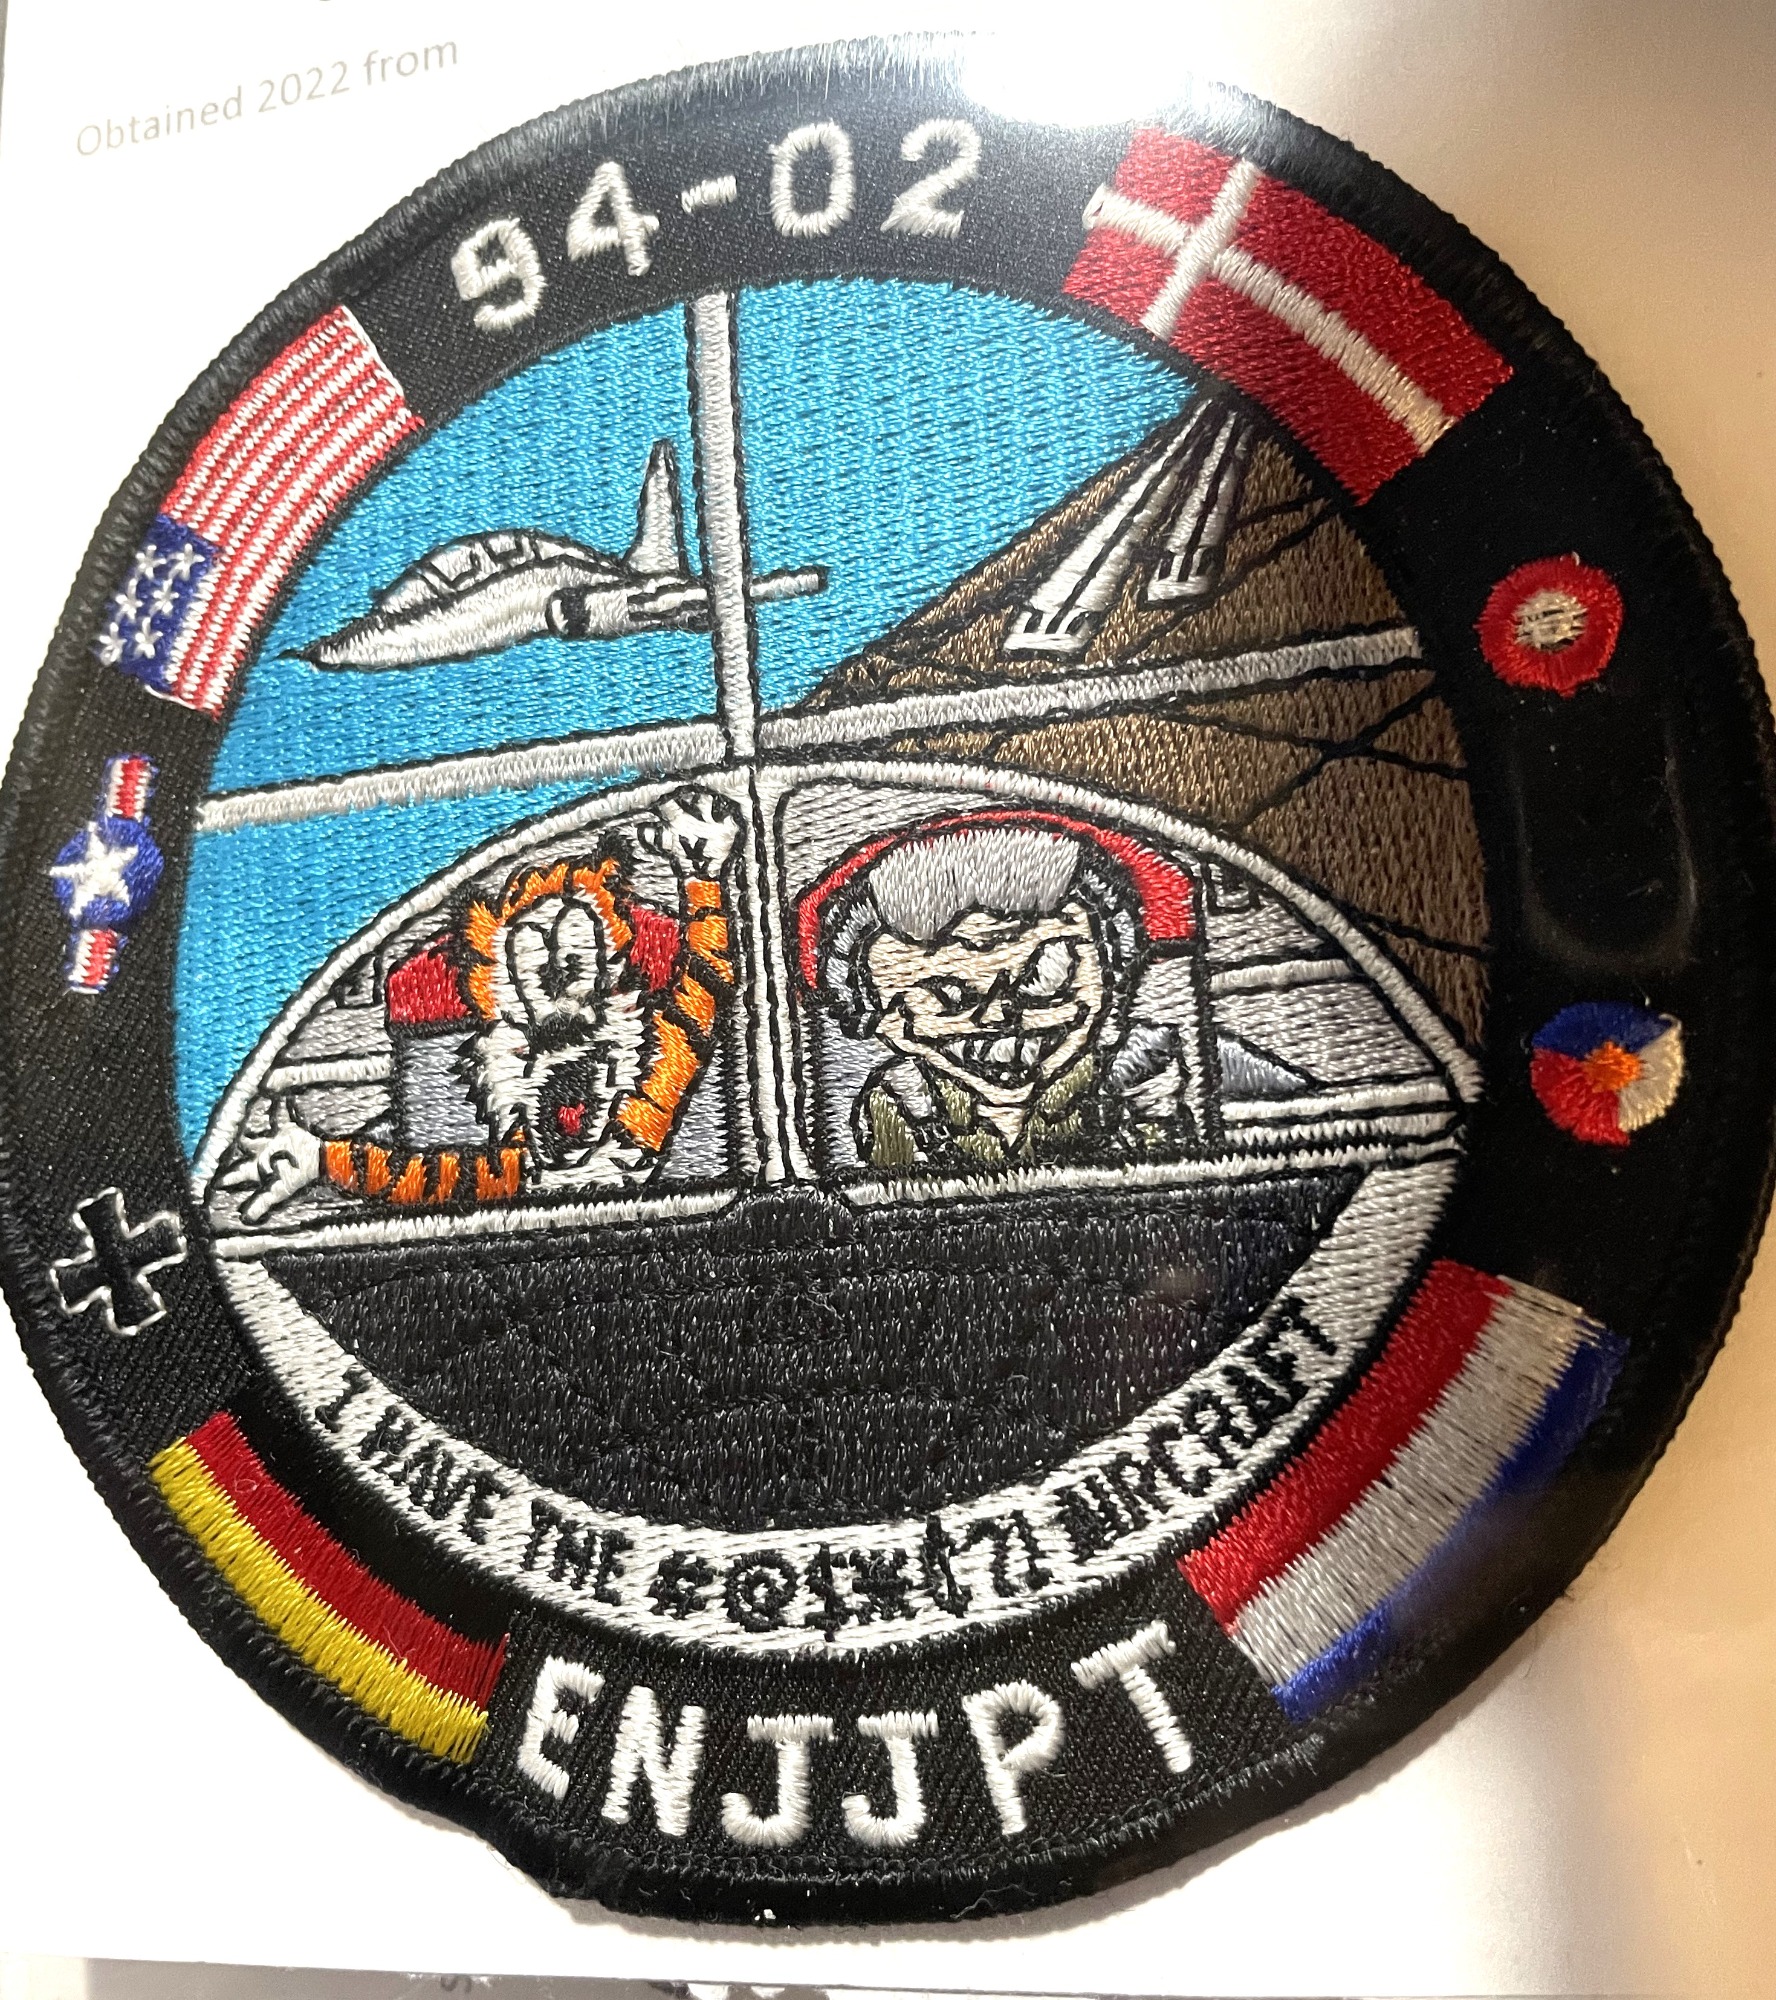 Obtained 2022 from
94-02
I HAVE THE #@$*! AIRCRAFT
ENJJPT